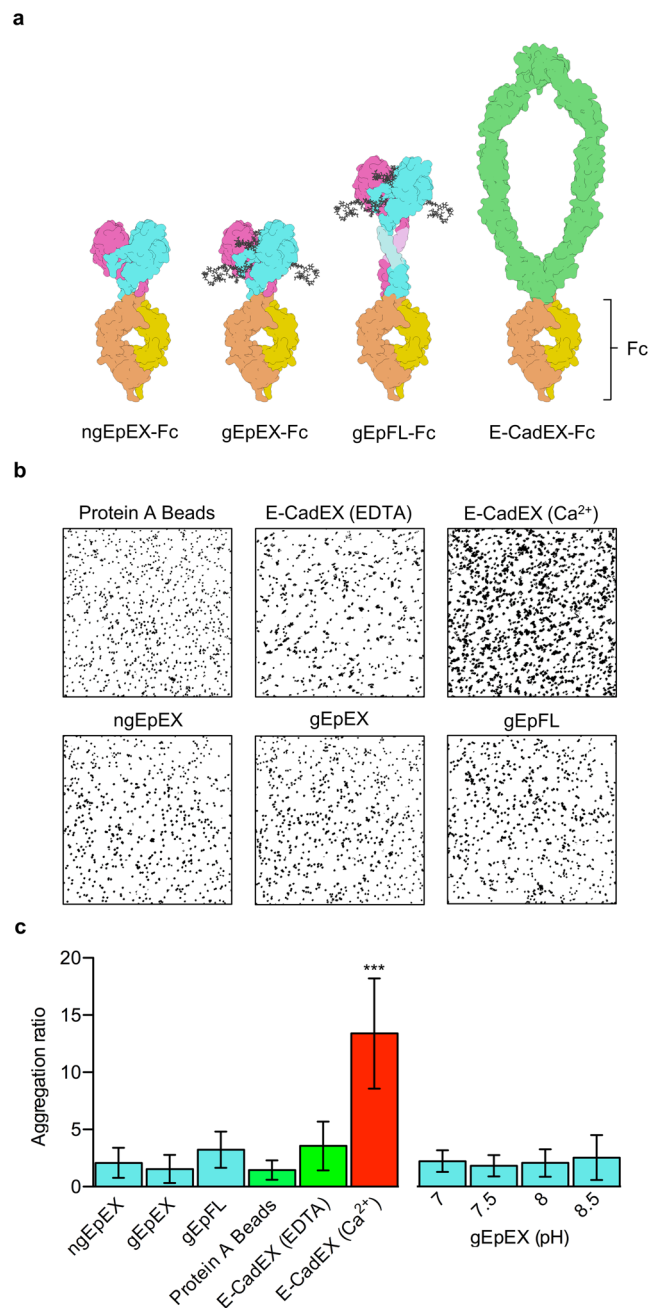 a
Fc
ngEpEX-Fc gEpEX-Fc gEpFL-Fc E-CadEX-Fc
b
Protein A Beads E-CadEX (EDTA) E-CadEX (Ca²⁺)
ngEpEX gEpEX gEpFL
c
20
15
10
5
0
Aggregation ratio
***
ngEpEX
gEpEX
gEpFL
Protein A Beads
E-CadEX (EDTA)
E-CadEX (Ca²⁺)
7
7.5
8
8.5
gEpEX (pH)